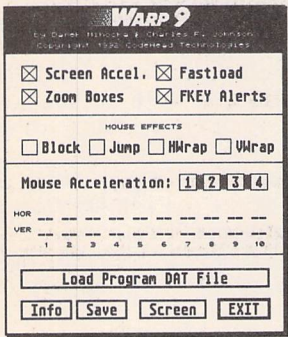 WARP 9
by Darek Mihocka & Charles F. Johnson
Copyright 1992 CodeHead Technologies
Screen Accel. Fastload
Zoom Boxes FKEY Alerts
MOUSE EFFECTS
Block Jump HWrap VWrap
Mouse Acceleration: 1 2 3 4
HOR -- -- -- -- -- -- -- -- -- --
VER -- -- -- -- -- -- -- -- -- --
1 2 3 4 5 6 7 8 9 10
Load Program DAT File
Info Save Screen EXIT